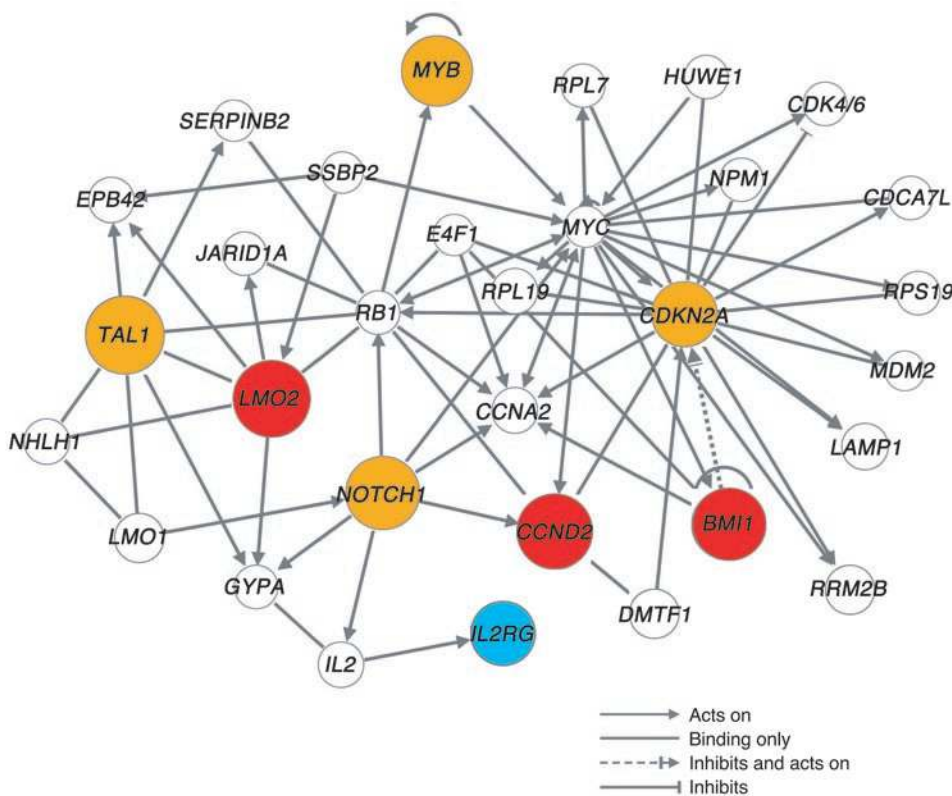 MYB
RPL7
HUWE1
CDK4/6
SERPINB2
SSBP2
NPM1
EPB42
CDCA7L
MYC
E4F1
JARID1A
RPL19
RPS19
RB1
CDKN2A
TAL1
MDM2
LMO2
CCNA2
NHLH1
LAMP1
NOTCH1
LMO1
CCND2
BMI1
GYPA
RRM2B
DMTF1
IL2RG
IL2
Acts on
Binding only
Inhibits and acts on
Inhibits